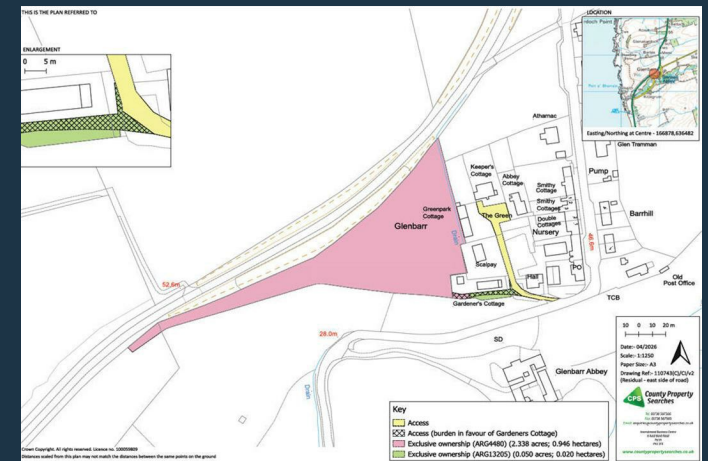 THIS IS THE PLAN REFERRED TO
ENLARGEMENT
0 5 m
LOCATION
Easting/Northing at Centre - 166878,636482
Atharnac
Glen Tramman
Keeper's
Cottage
Abbey
Cottage
Pump
Smithy
Cottage
Smithy
Cottages
Greenpark
Cottage
The Green
Double
Cottages
Barrhill
Glenbarr
Nursery
Drain
46.6m
Scalpay
Hall
PO
Old
Post Office
52.6m
Gardener's Cottage
TCB
28.0m
SD
Drain
Glenbarr Abbey
10 0 10 20 m
Date:- 04/2026
Scale:- 1:1250
Paper Size:- A3
Drawing Ref:- 110743(C)/CI/v2
(Residual - east side of road)
CPS
County Property
Searches
www.countypropertysearches.co.uk
Key
Access
Access (burden in favour of Gardeners Cottage)
Exclusive ownership (ARG4480) (2.338 acres; 0.946 hectares)
Exclusive ownership (ARG13205) (0.050 acres; 0.020 hectares)
Crown Copyright. All rights reserved. Licence no. 100059809
Distances scaled from this plan may not match the distances between the same points on the ground